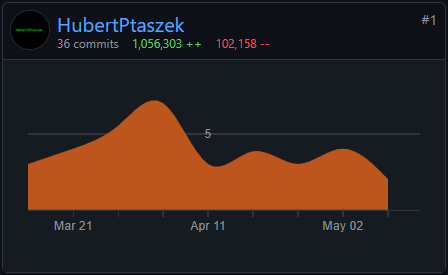 HubertPtaszek
#1
36 commits 1,056,303 ++ 102,158 --
5
Mar 21 Apr 11 May 02